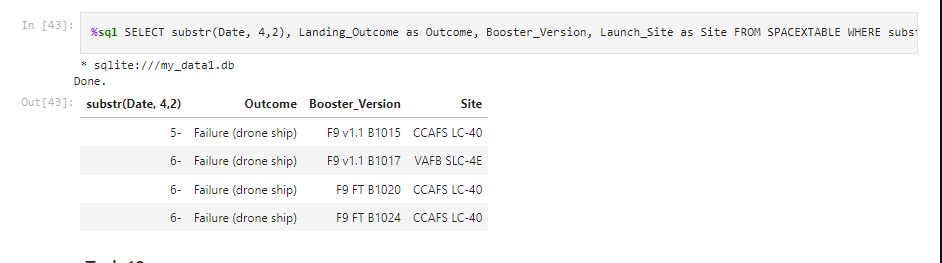 In [43]:
%sql SELECT substr(Date, 4,2), Landing_Outcome as Outcome, Booster_Version, Launch_Site as Site FROM SPACEXTABLE WHERE subst
* sqlite:///my_data1.db
Done.
Out[43]:
substr(Date, 4,2) Outcome Booster_Version Site
5- Failure (drone ship) F9 v1.1 B1015 CCAFS LC-40
6- Failure (drone ship) F9 v1.1 B1017 VAFB SLC-4E
6- Failure (drone ship) F9 FT B1020 CCAFS LC-40
6- Failure (drone ship) F9 FT B1024 CCAFS LC-40